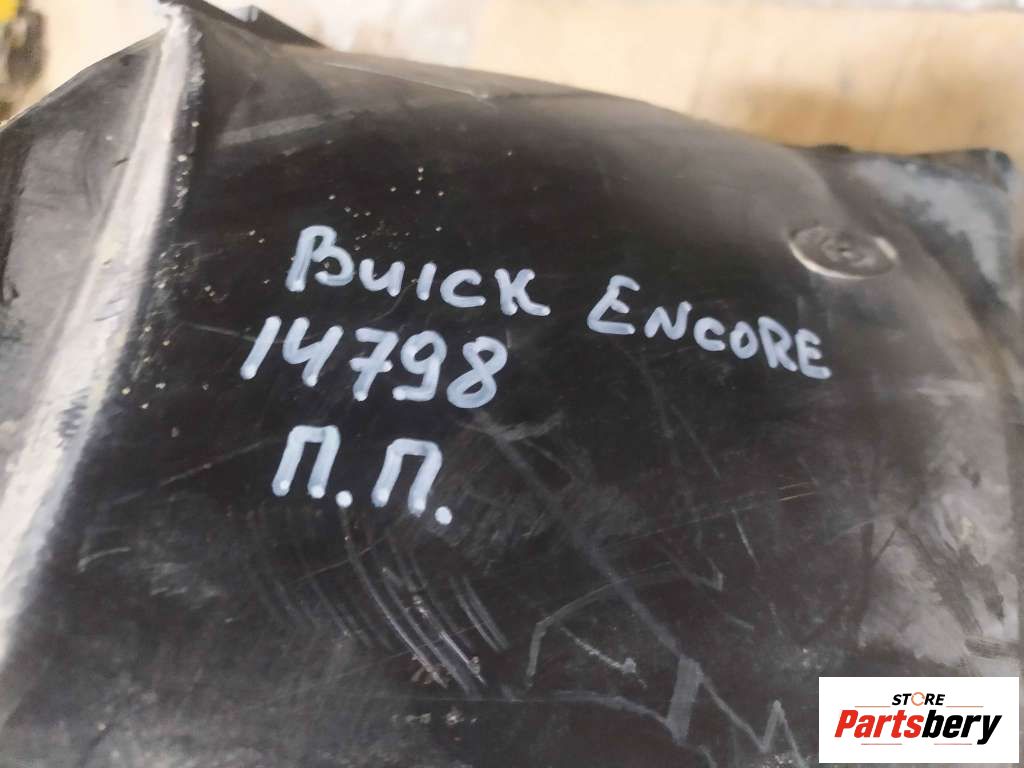 BUICK ENCORE
14798
П.П.
STORE
Partsbery